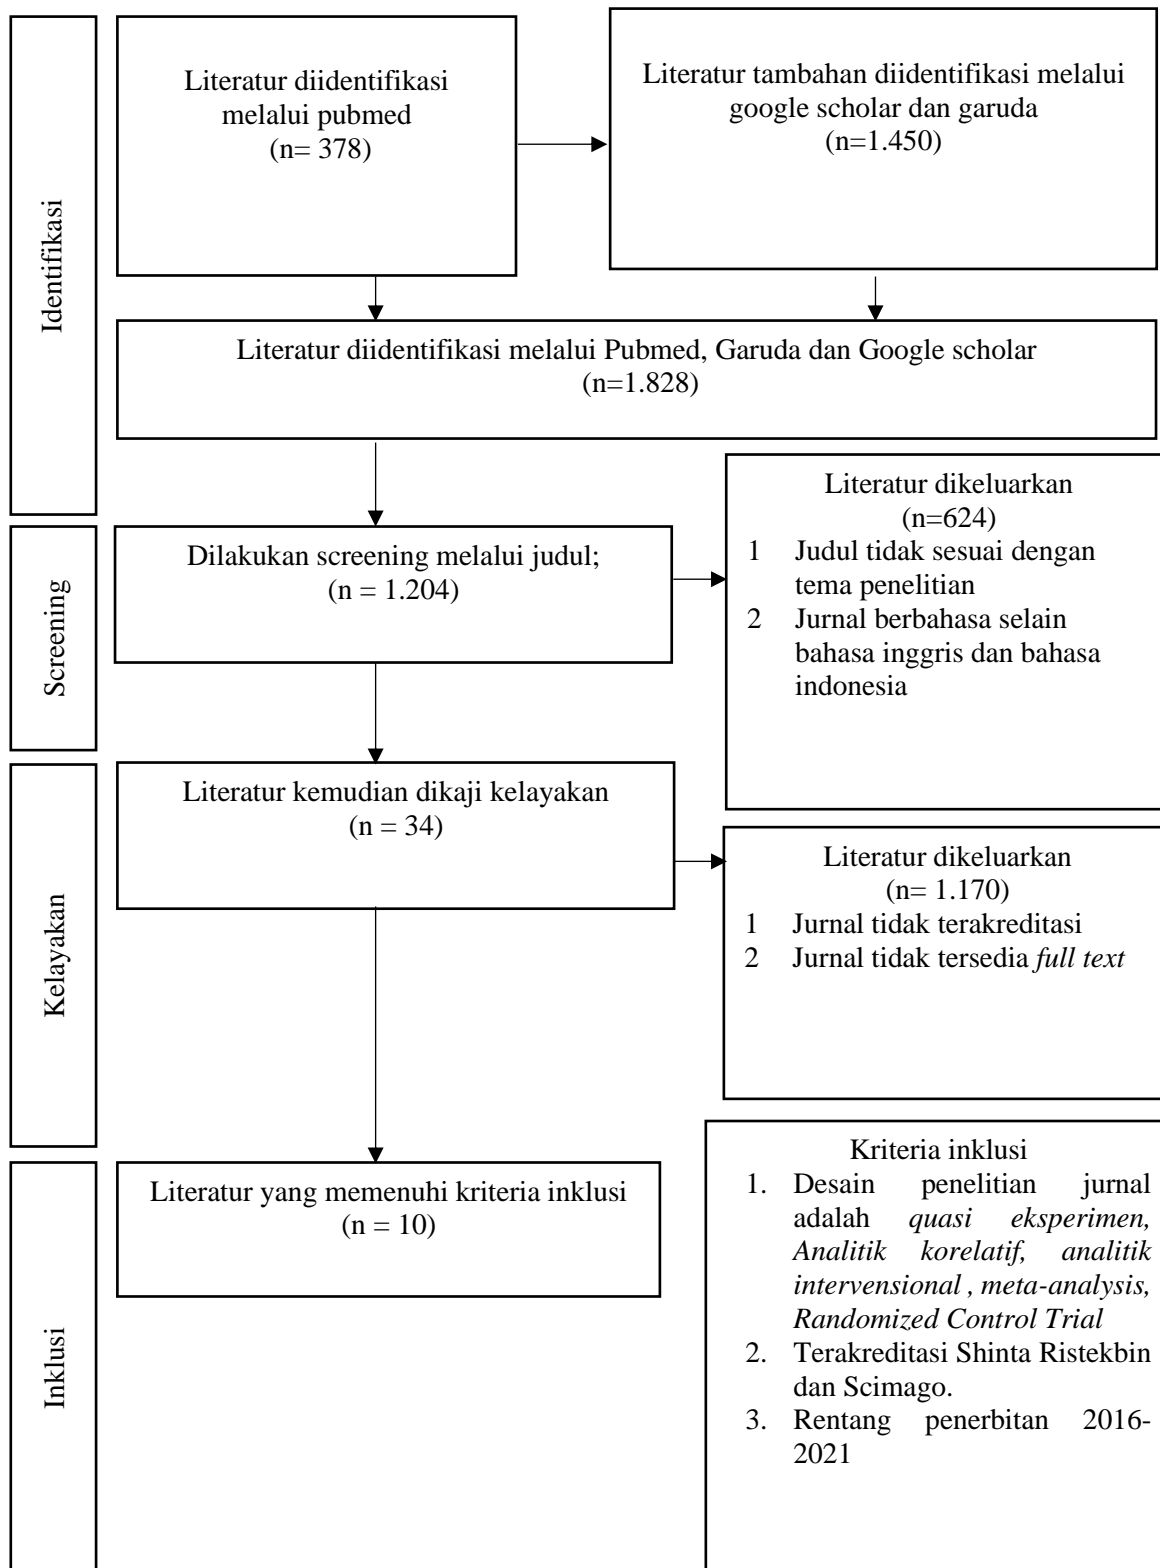 Identifikasi
Literatur diidentifikasi
melalui pubmed
(n= 378)
Literatur tambahan diidentifikasi melalui
google scholar dan garuda
(n=1.450)
Literatur diidentifikasi melalui Pubmed, Garuda dan Google scholar
(n=1.828)
Screening
Dilakukan screening melalui judul;
(n = 1.204)
Literatur dikeluarkan
(n=624)
1 Judul tidak sesuai dengan
tema penelitian
2 Jurnal berbahasa selain
bahasa inggris dan bahasa
indonesia
Kelayakan
Literatur kemudian dikaji kelayakan
(n = 34)
Literatur dikeluarkan
(n= 1.170)
1 Jurnal tidak terakreditasi
2 Jurnal tidak tersedia full text
Inklusi
Literatur yang memenuhi kriteria inklusi
(n = 10)
Kriteria inklusi
1. Desain penelitian jurnal
adalah quasi eksperimen,
Analitik korelatif, analitik
intervensional , meta-analysis,
Randomized Control Trial
2. Terakreditasi Shinta Ristekbin
dan Scimago.
3. Rentang penerbitan 2016-
2021